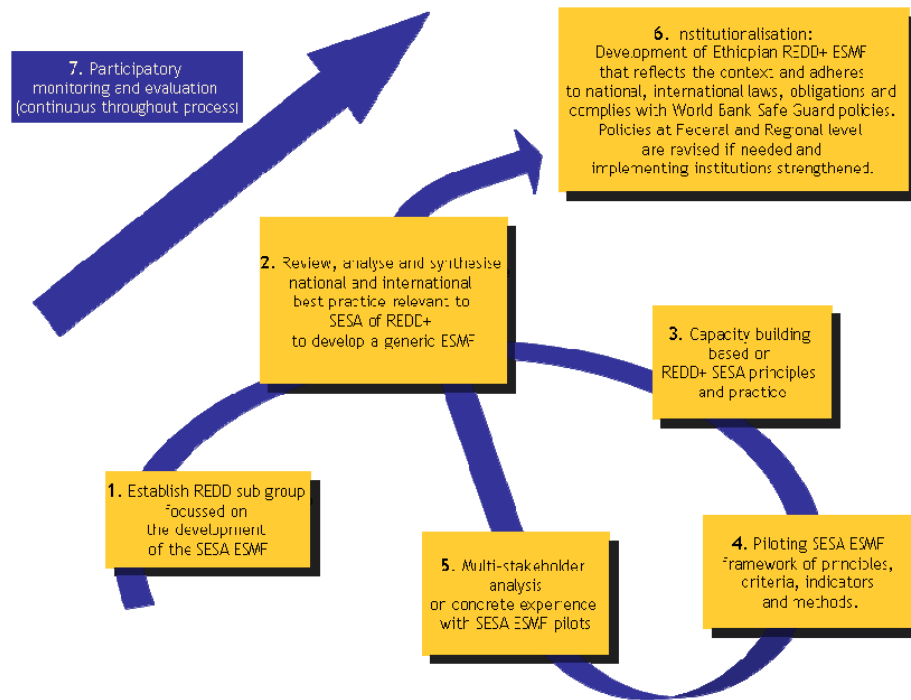 7. Participatory
monitoring and evaluation
(continuous throughout process)
6. Institutionalisation:
Development of Ethicpian REDD+ ESMF
that reflects the context and adheres
to national, international laws, obligations and
complies with World Bank Safe Guard policies.
Policies at Federal and Regional level
are revised if needed and
implementing institutions strengthened.
2. Review, analyse and synthesise
national and international
best practice relevant to
SESA of REDD+
to develop a generic ESMF
3. Capacity building
based on
REDD+ SESA principles
and practice
1. Establish REDD sub group
focussed on
the development
of the SESA ESMF
4. Piloting SESA ESMF
framework of principles,
criteria, indicators
and methods.
5. Multi-stakeholder
analysis
on concrete experience
with SESA ESMF pilots